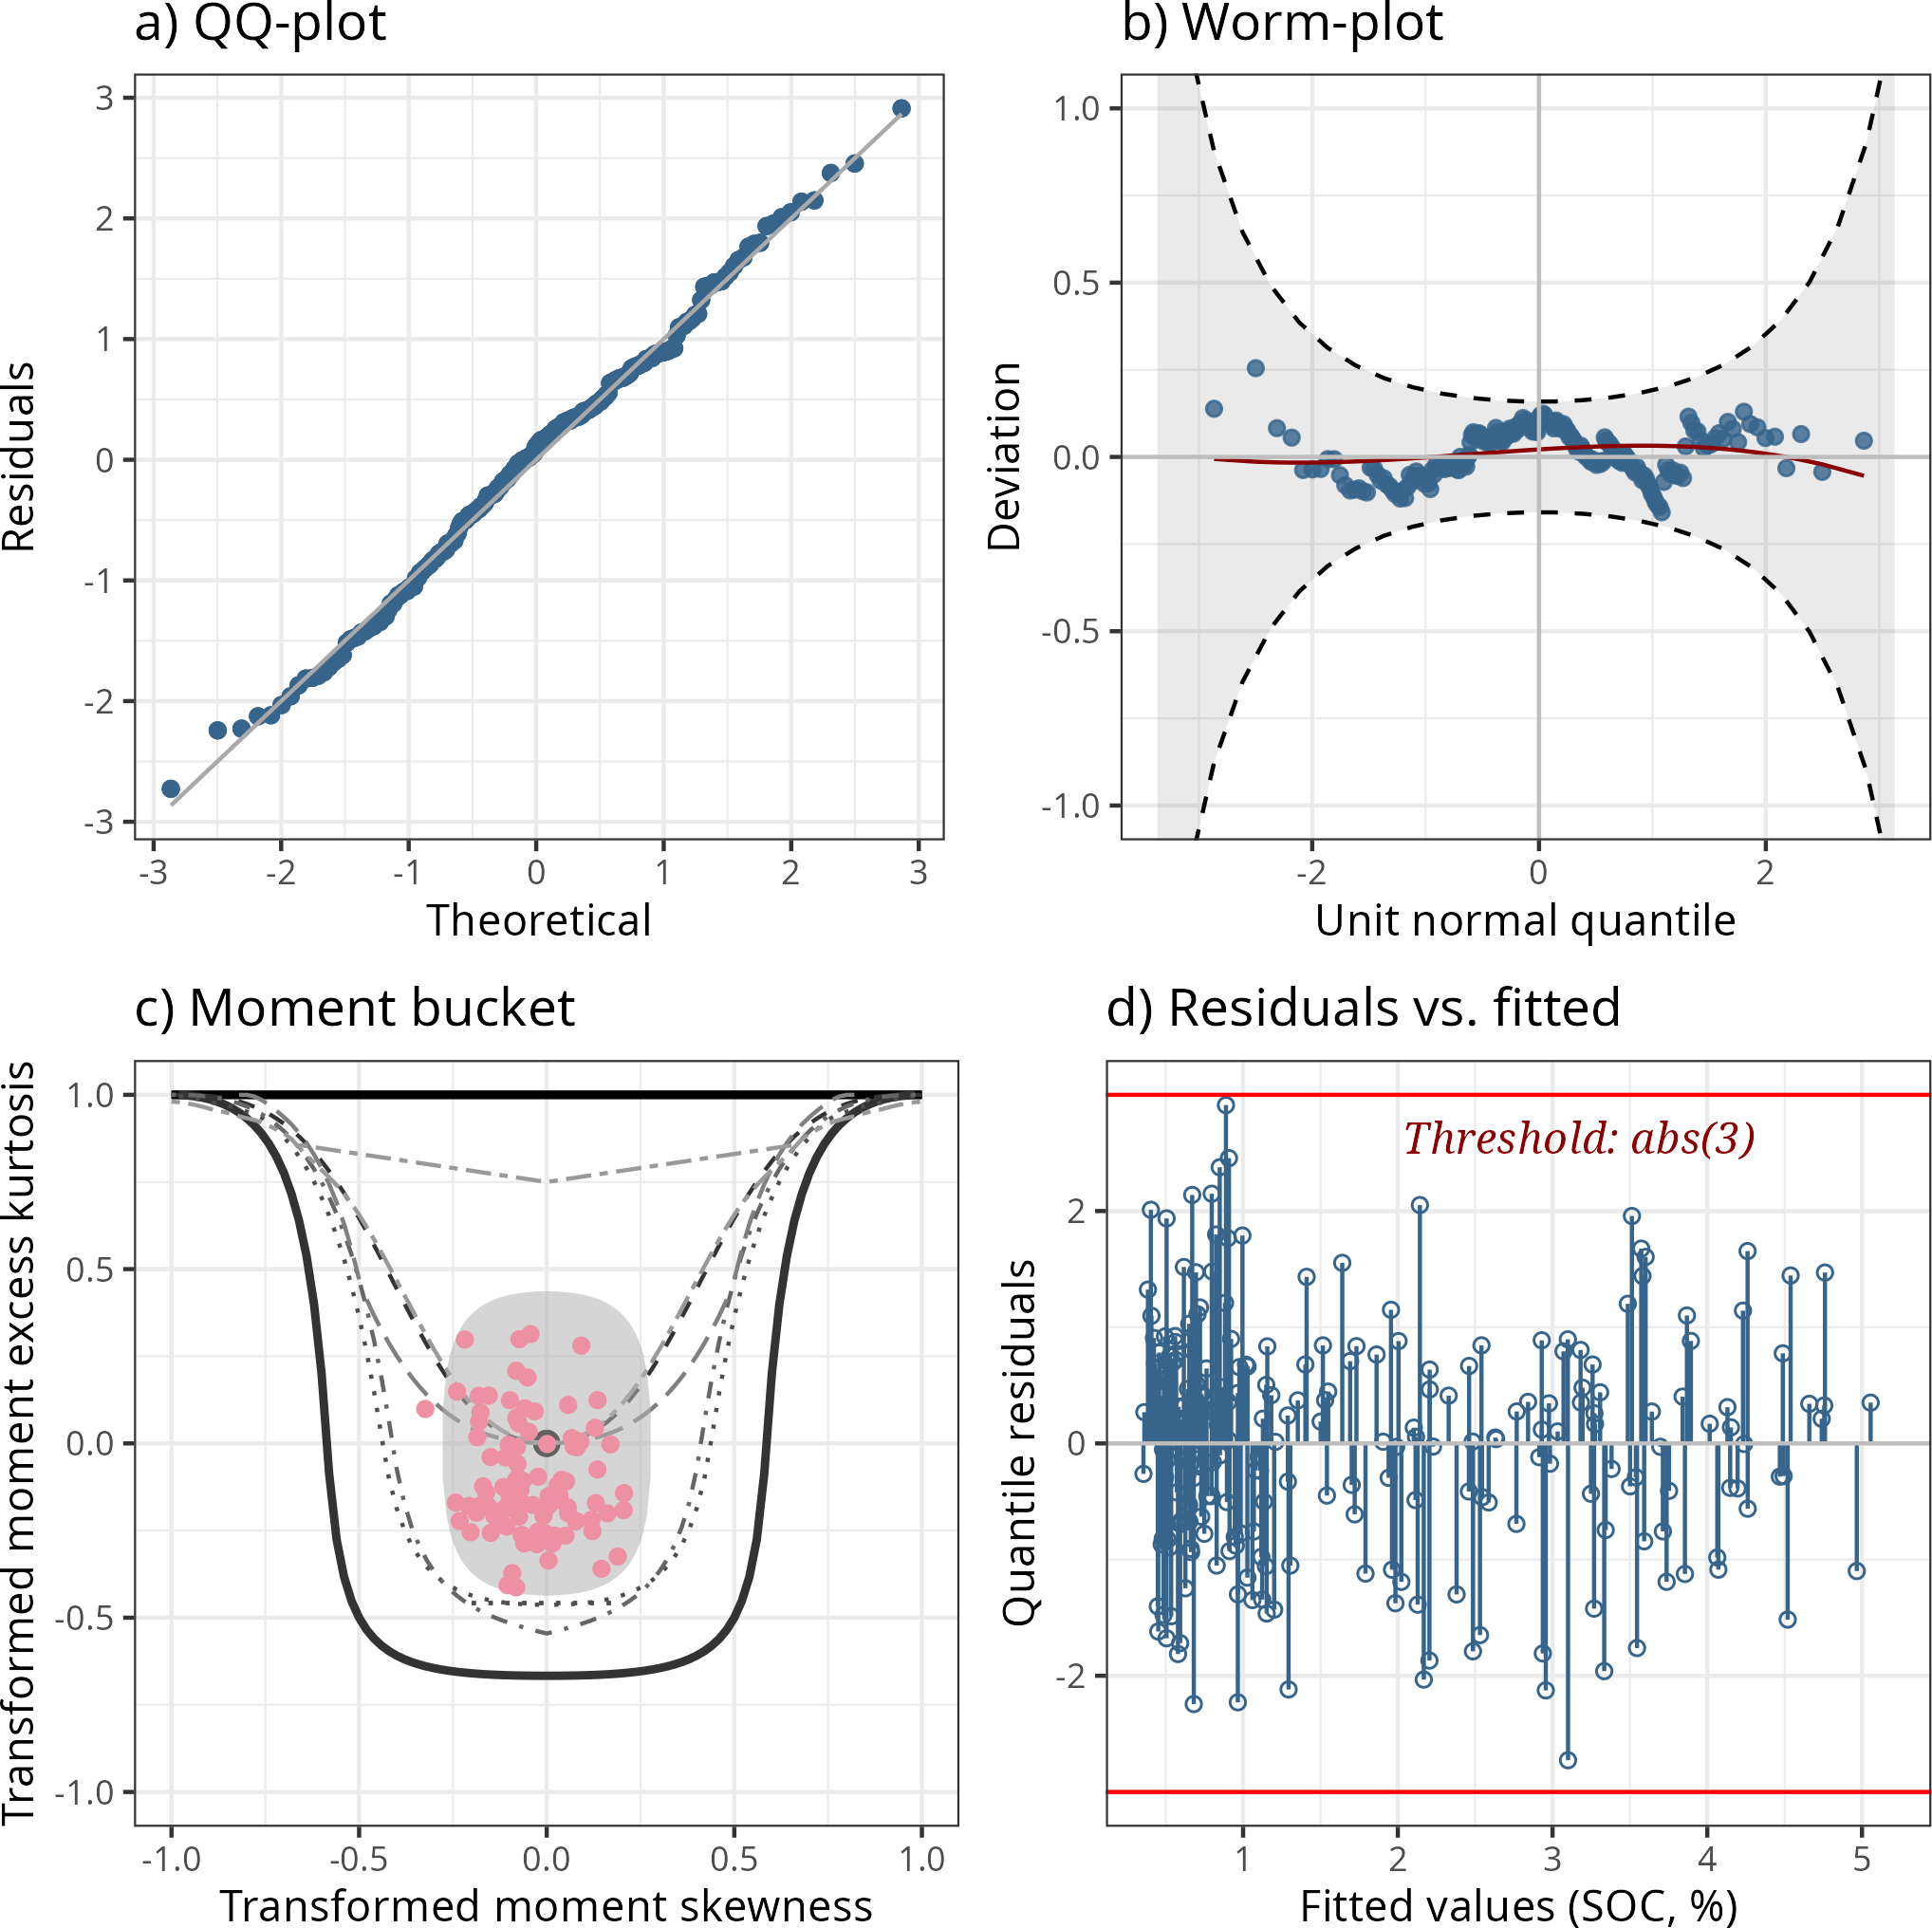 a) QQ-plot
3
2
1
0
-1
-2
-3
-3 -2 -1 0 1 2 3
Residuals
Theoretical
b) Worm-plot
1.0
0.5
0.0
-0.5
-1.0
-2 0 2
Deviation
Unit normal quantile
c) Moment bucket
1.0
0.5
0.0
-0.5
-1.0
-1.0 -0.5 0.0 0.5 1.0
Transformed moment excess kurtosis
Transformed moment skewness
d) Residuals vs. fitted
Threshold: abs(3)
2
0
-2
1 2 3 4 5
Quantile residuals
Fitted values (SOC, %)